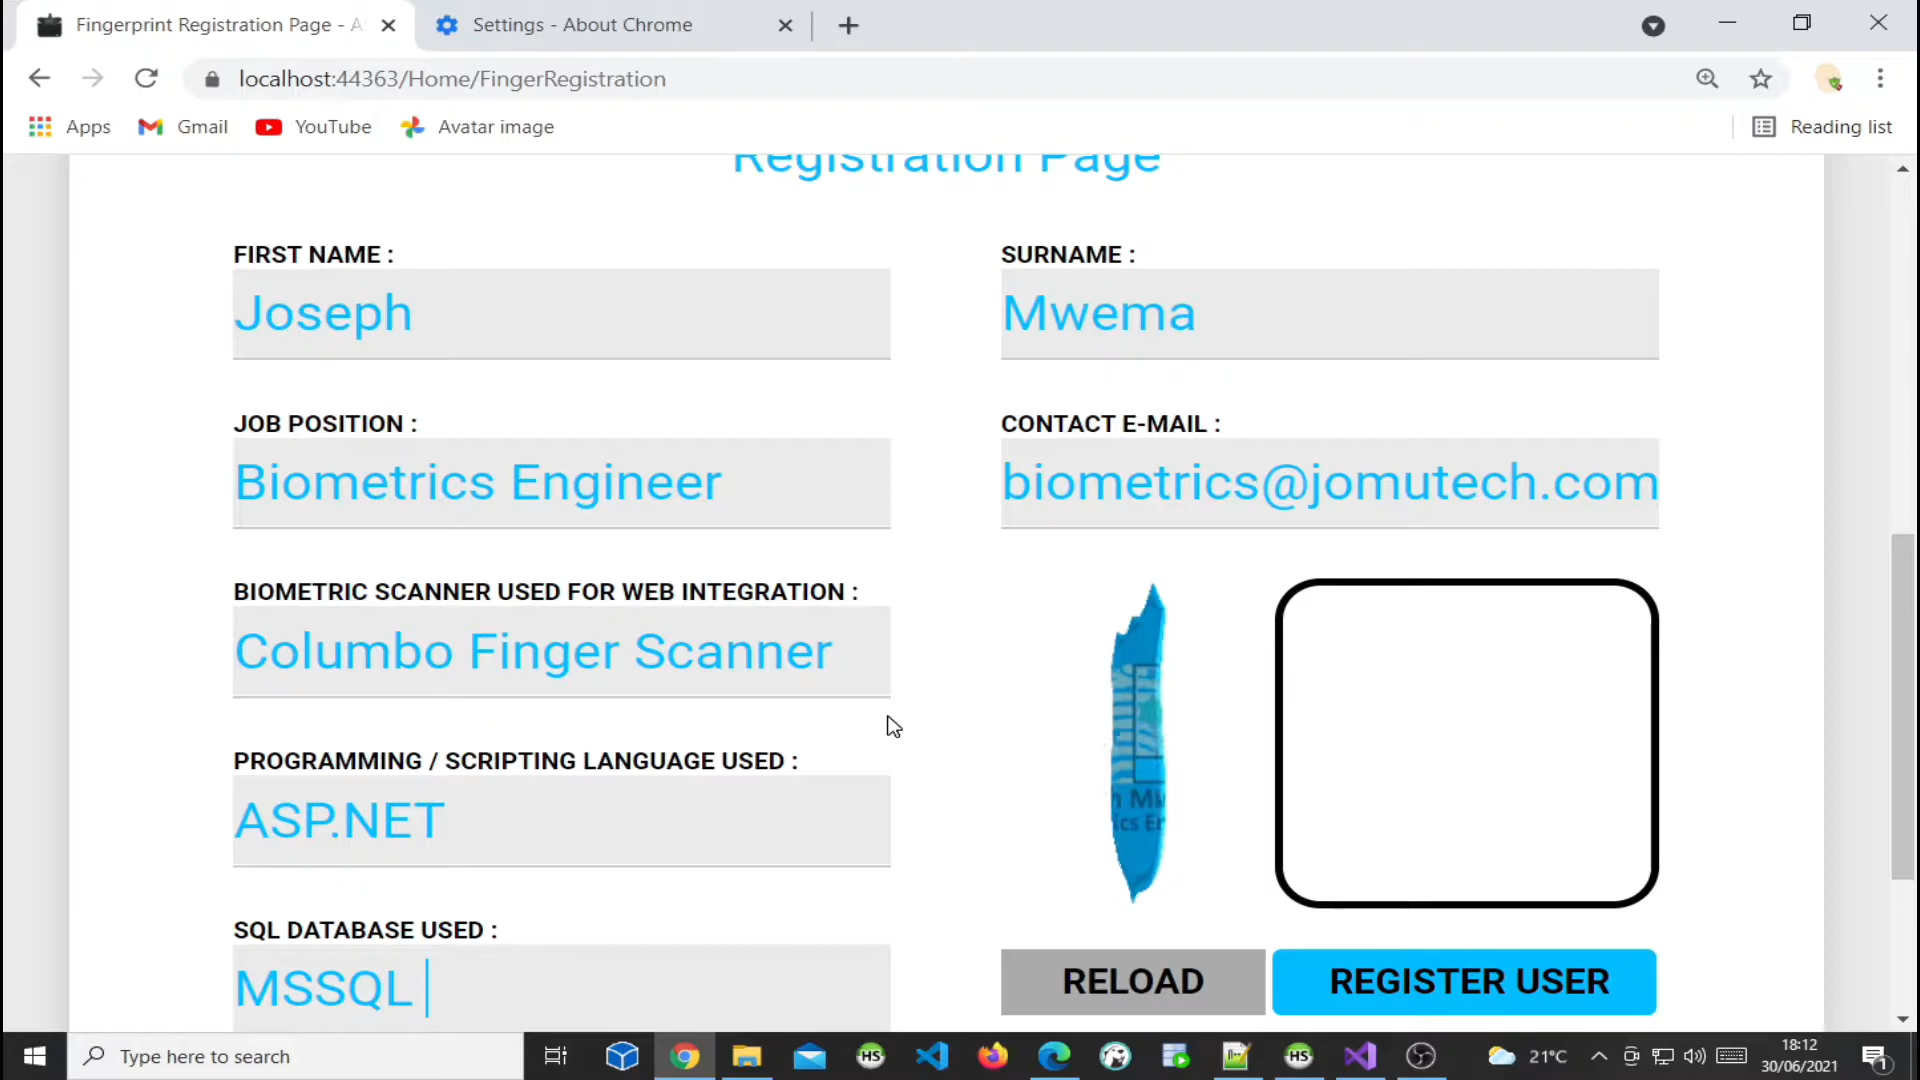 Fingerprint Registration Page - A
Settings - About Chrome
localhost:44363/Home/FingerRegistration
Apps
Gmail
YouTube
Avatar image
Reading list
Registration Page
FIRST NAME :
SURNAME :
Joseph
Mwema
JOB POSITION :
CONTACT E-MAIL :
Biometrics Engineer
biometrics@jomutech.com
BIOMETRIC SCANNER USED FOR WEB INTEGRATION :
Columbo Finger Scanner
PROGRAMMING / SCRIPTING LANGUAGE USED :
ASP.NET
SQL DATABASE USED :
MSSQL
RELOAD
REGISTER USER
Type here to search
HS
HS
21°C
18:12
30/06/2021
1